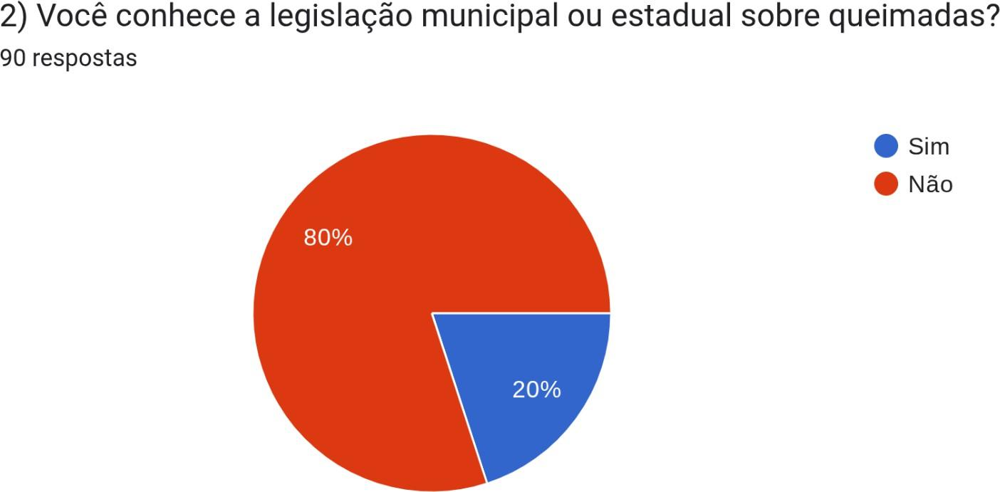 2) Você conhece a legislação municipal ou estadual sobre queimadas?
90 respostas
Sim
Não
80%
20%